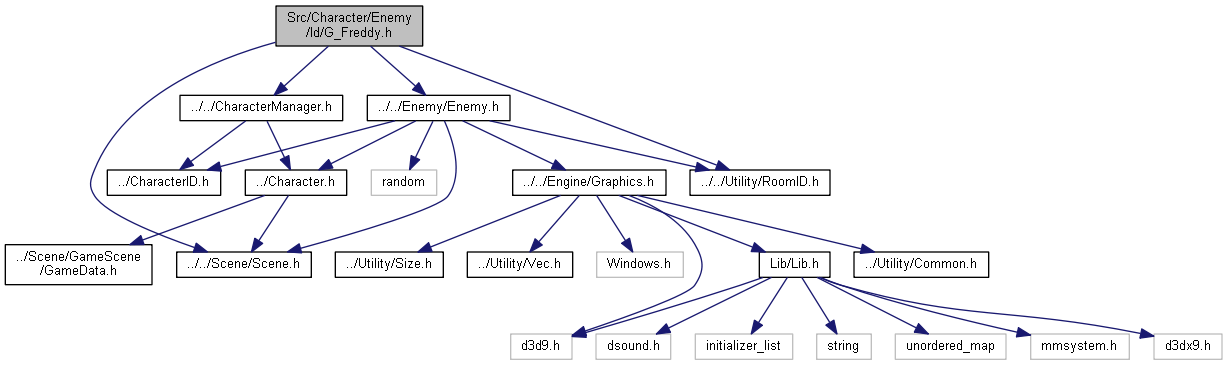 Src/Character/Enemy
/Id/G_Freddy.h
../../CharacterManager.h
../../Enemy/Enemy.h
../CharacterID.h
../Character.h
random
../../Engine/Graphics.h
../../Utility/RoomID.h
../Scene/GameScene
/GameData.h
../../Scene/Scene.h
../Utility/Size.h
../Utility/Vec.h
Windows.h
Lib/Lib.h
../Utility/Common.h
d3d9.h
dsound.h
initializer_list
string
unordered_map
mmsystem.h
d3dx9.h